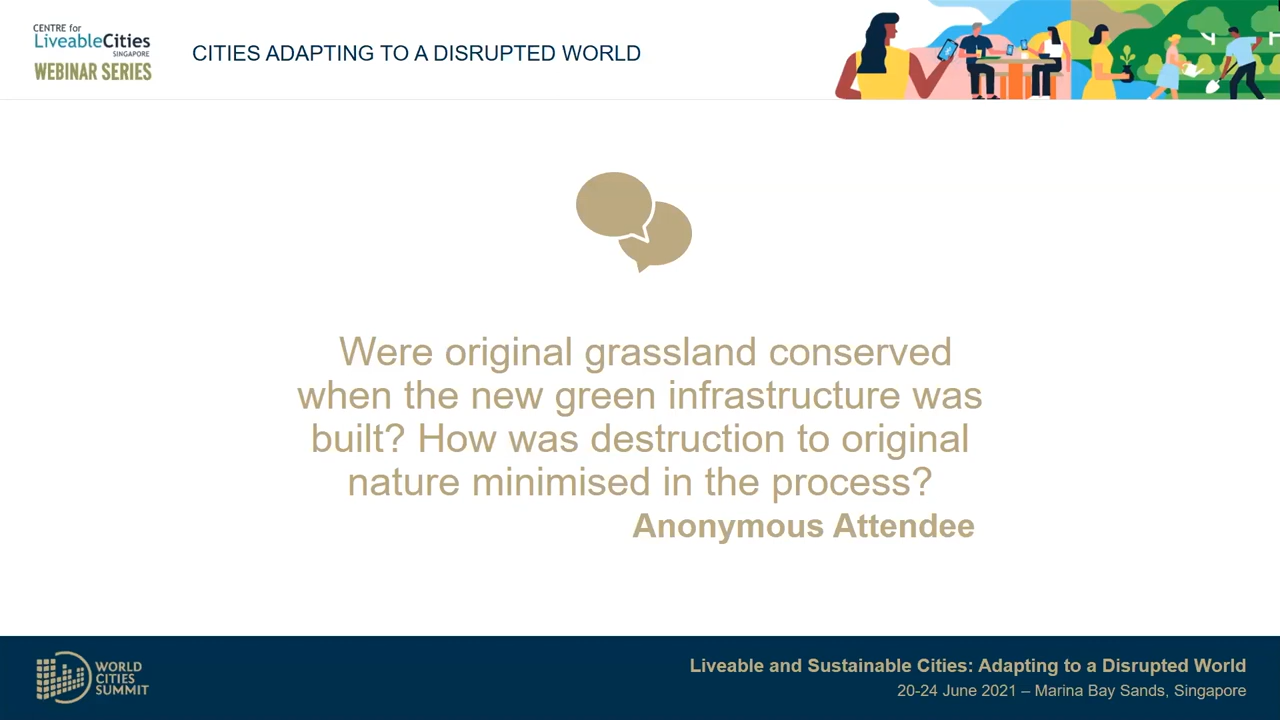 CENTRE for
LiveableCities
SINGAPORE
WEBINAR SERIES
CITIES ADAPTING TO A DISRUPTED WORLD
Were original grassland conserved
when the new green infrastructure was
built? How was destruction to original
nature minimised in the process?
Anonymous Attendee
WORLD
CITIES
SUMMIT
Liveable and Sustainable Cities: Adapting to a Disrupted World
20-24 June 2021 – Marina Bay Sands, Singapore